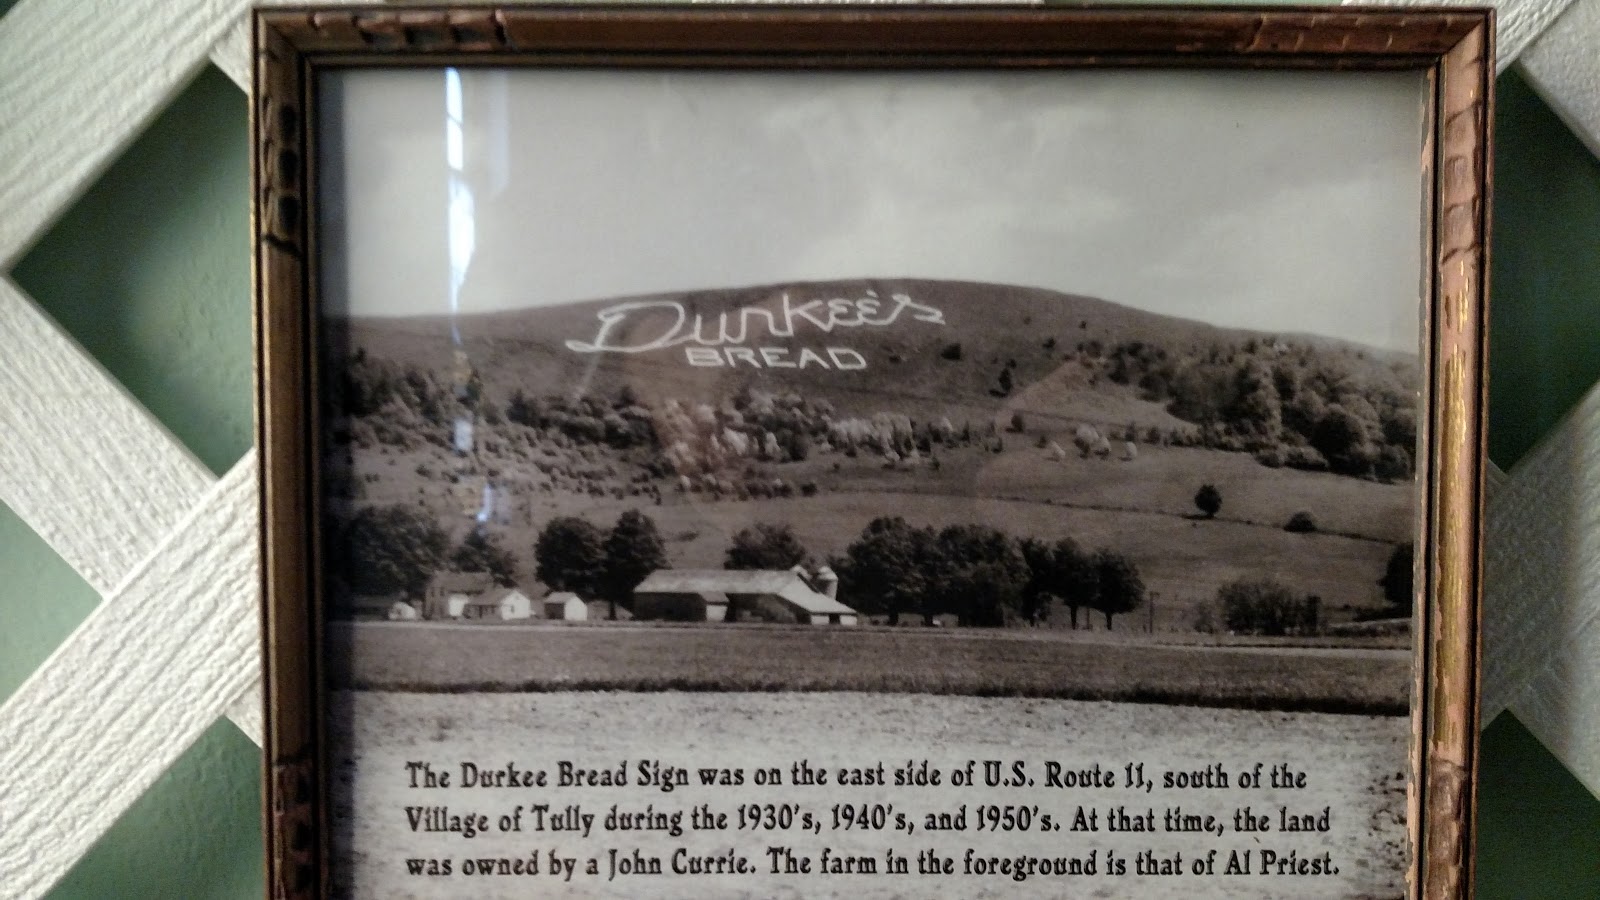 Durkee's
BREAD
The Durkee Bread Sign was on the east side of U.S. Route 11, south of the
Village of Tully during the 1930's, 1940's, and 1950's. At that time, the land
was owned by a John Currie. The farm in the foreground is that of Al Priest.